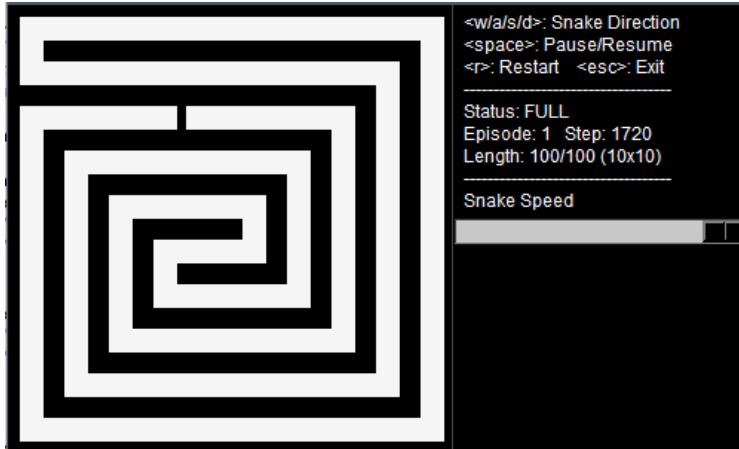 <w/a/s/d>: Snake Direction
<space>: Pause/Resume
<r>: Restart <esc>: Exit
Status: FULL
Episode: 1 Step: 1720
Length: 100/100 (10x10)
Snake Speed